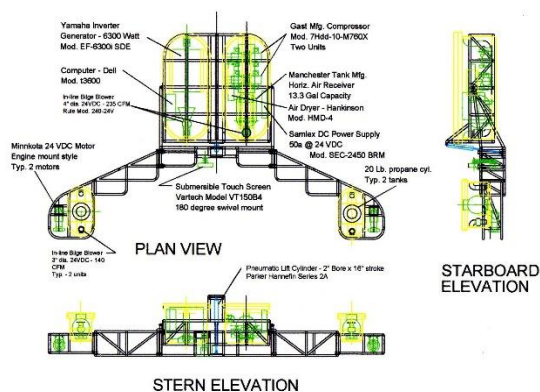 Yamaha Inverter
Generator - 6300 Watt
Mod. EF-6300i SDE
Computer - Dell
Mod. t3600
In-line Bilge Blower
4" dia. 24VDC - 235 CFM
Rule Mod. 240-24V
Minnkota 24 VDC Motor
Engine mount style
Typ. 2 motors
Gast Mfg. Compressor
Mod. 7Hdd-10-M760X
Two Units
Manchester Tank Mfg.
Horiz. Air Receiver
13.3 Gal Capacity
Air Dryer - Hankinson
Mod. HMD-4
Samlex DC Power Supply
50a @ 24 VDC
Mod. SEC-2450 BRM
20 Lb. propane cyl.
Typ. 2 tanks
Submersible Touch Screen
Vartech Model VT150B4
180 degree swivel mount
In-line Bilge Blower
3" dia. 24VDC - 140
CFM
Typ. - 2 units
PLAN VIEW
STARBOARD
ELEVATION
Pneumatic Lift Cylinder - 2" Bore x 16" stroke
Parker Hannefin Series 2A
STERN ELEVATION